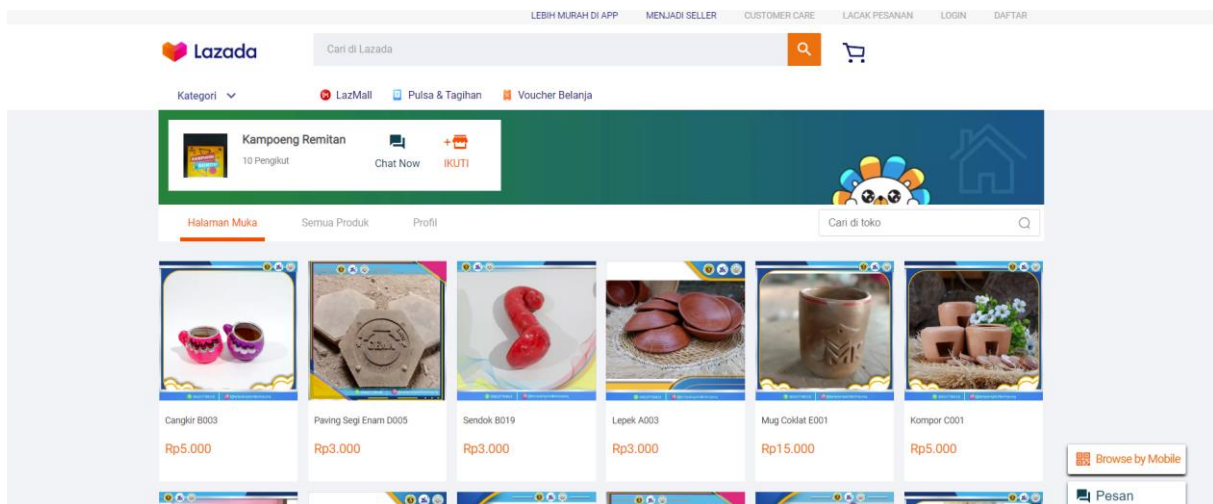 LEBIH MURAH DI APP MENJADI SELLER CUSTOMER CARE LACAK PESANAN LOGIN DAFTAR
Lazada
Cari di Lazada
Kategori LazMall Pulsa & Tagihan Voucher Belanja
Kampoeng Remitan
10 Pengikut
Chat Now
IKUTI
Halaman Muka Semua Produk Profil Cari di toko
Cangkir B003 Paving Segi Enam D005 Sendok B019 Lepek A003 Mug Coklat E001 Kompor C001
Rp5.000 Rp3.000 Rp3.000 Rp3.000 Rp15.000 Rp5.000
Browse by Mobile
Pesan